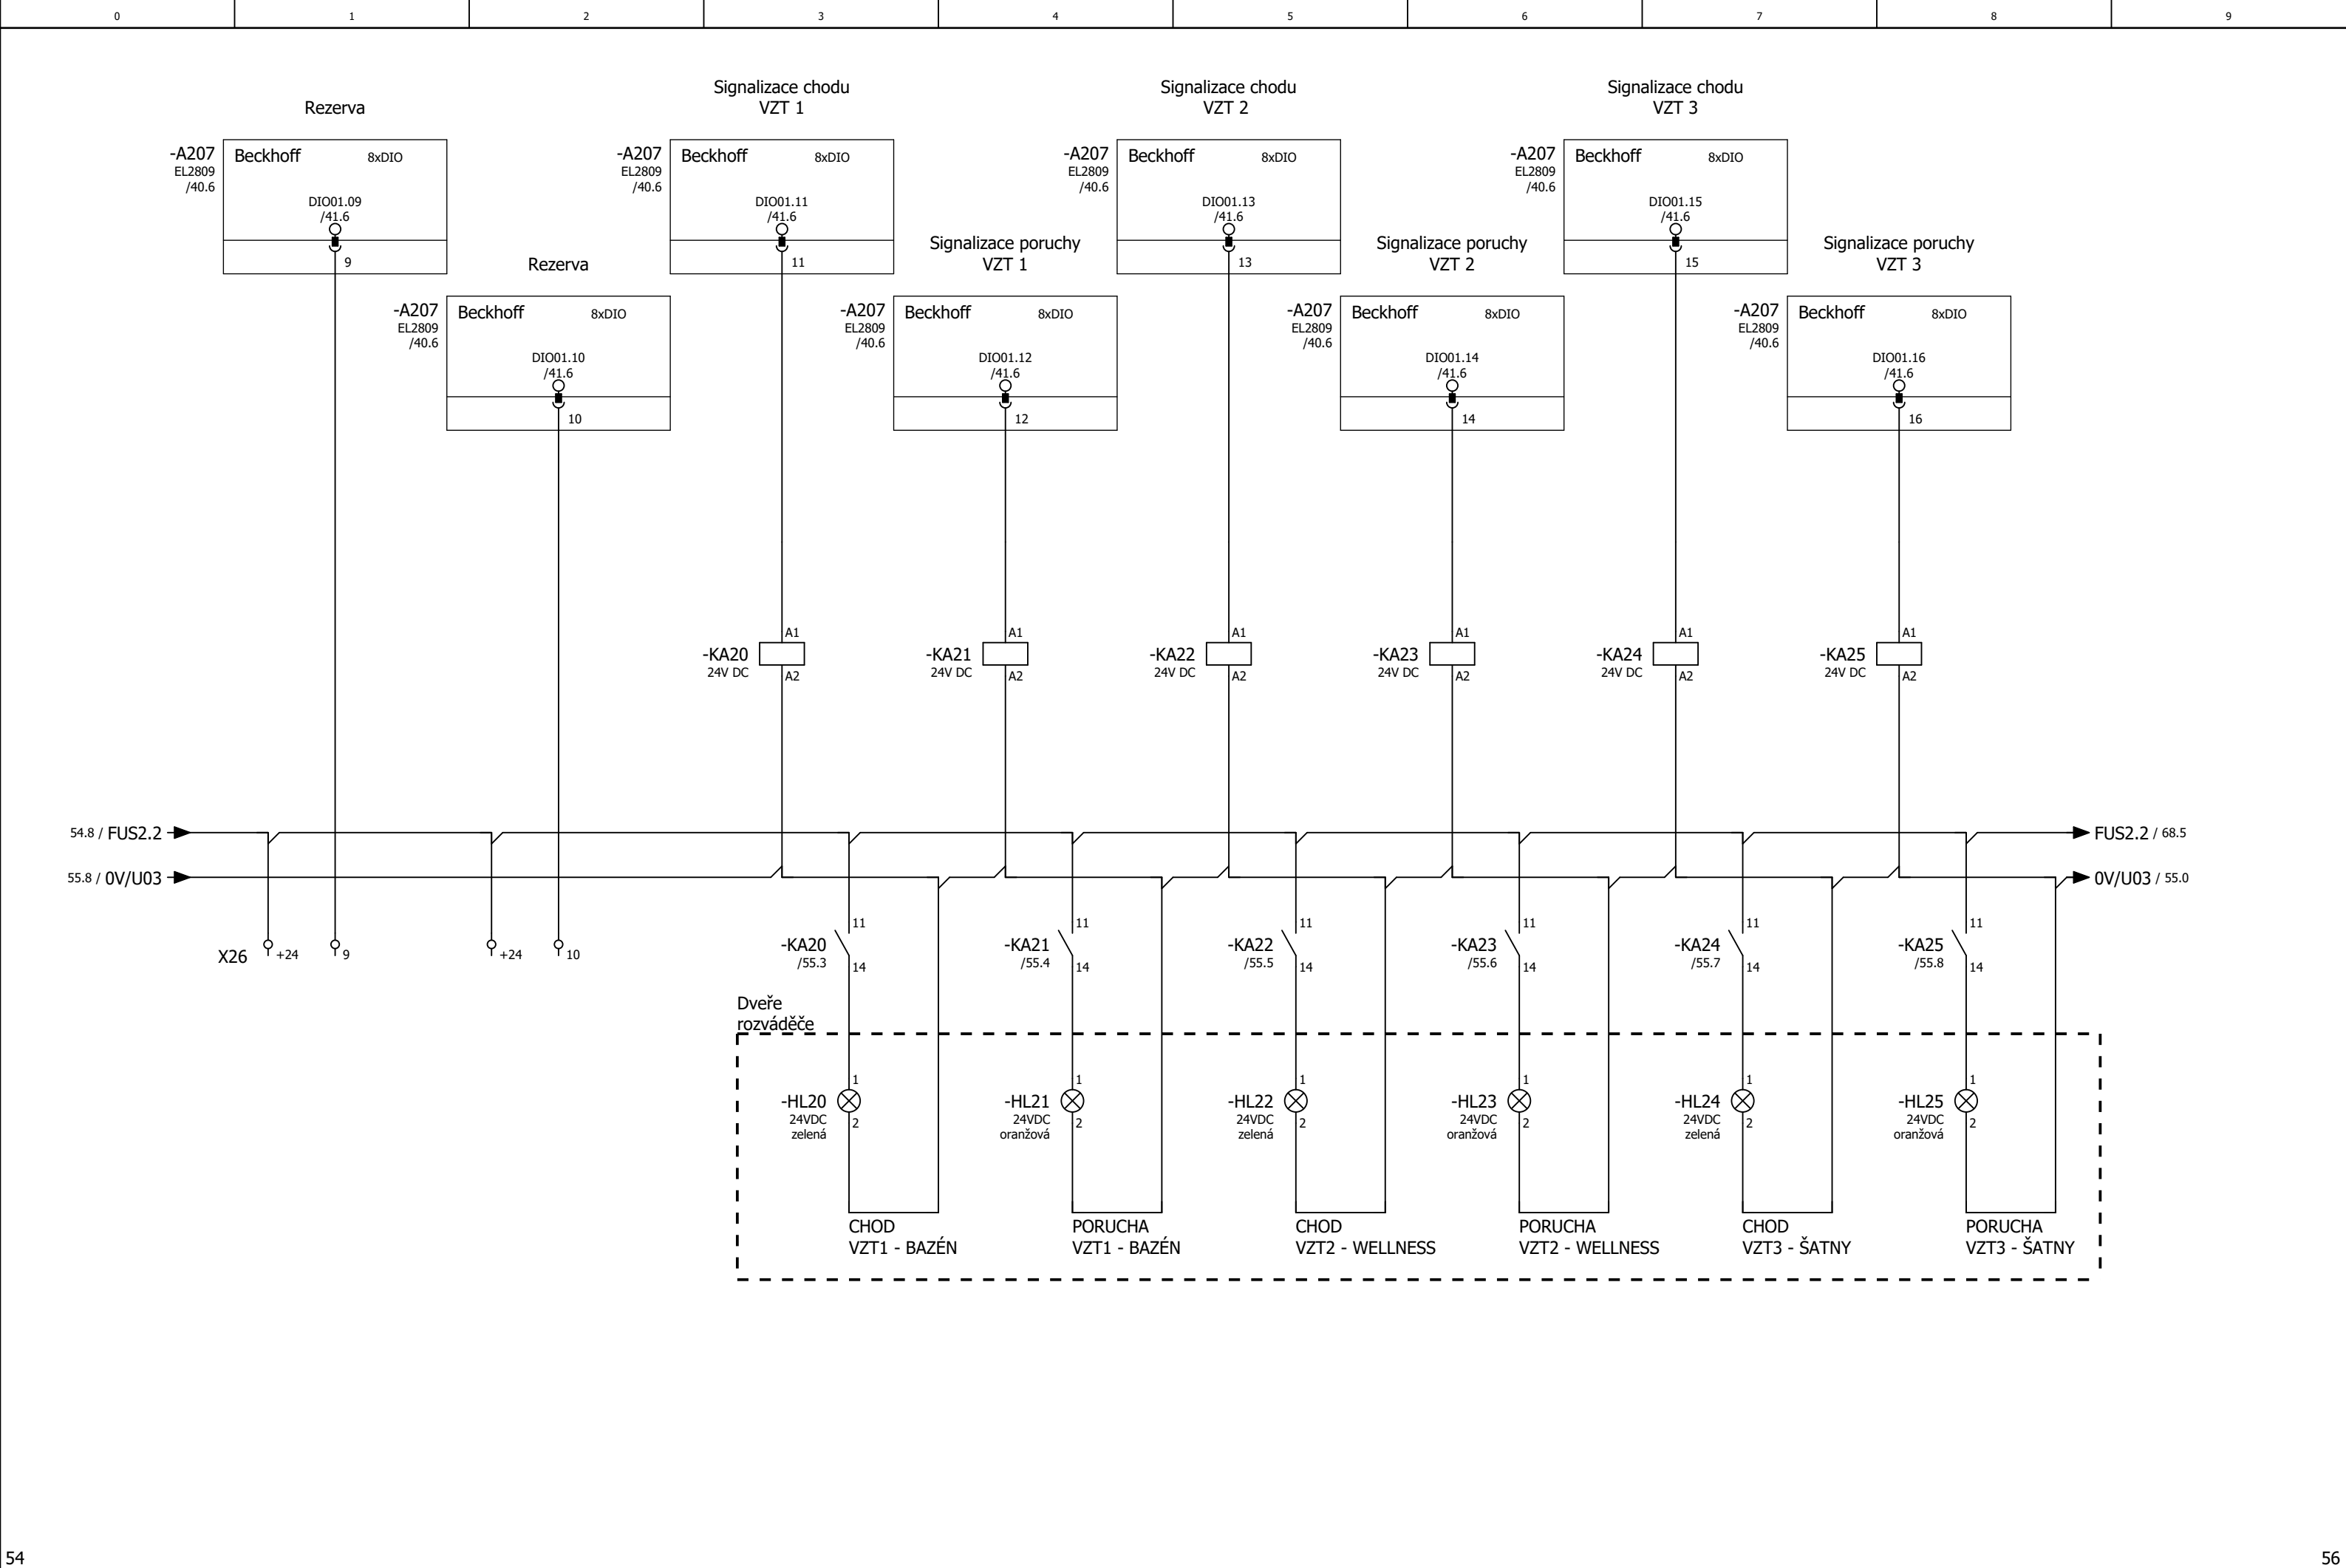 0 1 2 3 4 5 6 7 8 9
Signalizace chodu
VZT 1
Signalizace chodu
VZT 2
Signalizace chodu
VZT 3
Rezerva
-A207
EL2809
/40.6
Beckhoff 8xDIO
DIO01.09
/41.6
9
-A207
EL2809
/40.6
Beckhoff 8xDIO
DIO01.11
/41.6
11
-A207
EL2809
/40.6
Beckhoff 8xDIO
DIO01.13
/41.6
13
-A207
EL2809
/40.6
Beckhoff 8xDIO
DIO01.15
/41.6
15
Rezerva
Signalizace poruchy
VZT 1
Signalizace poruchy
VZT 2
Signalizace poruchy
VZT 3
-A207
EL2809
/40.6
Beckhoff 8xDIO
DIO01.10
/41.6
10
-A207
EL2809
/40.6
Beckhoff 8xDIO
DIO01.12
/41.6
12
-A207
EL2809
/40.6
Beckhoff 8xDIO
DIO01.14
/41.6
14
-A207
EL2809
/40.6
Beckhoff 8xDIO
DIO01.16
/41.6
16
A1
-KA20
24V DC
A2
A1
-KA21
24V DC
A2
A1
-KA22
24V DC
A2
A1
-KA23
24V DC
A2
A1
-KA24
24V DC
A2
A1
-KA25
24V DC
A2
54.8 / FUS2.2
FUS2.2 / 68.5
55.8 / 0V/U03
0V/U03 / 55.0
X26 +24 9 +24 10
11
-KA20
/55.3
14
11
-KA21
/55.4
14
11
-KA22
/55.5
14
11
-KA23
/55.6
14
11
-KA24
/55.7
14
11
-KA25
/55.8
14
Dveře
rozváděče
1
-HL20
24VDC
zelená
2
1
-HL21
24VDC
oranžová
2
1
-HL22
24VDC
zelená
2
1
-HL23
24VDC
oranžová
2
1
-HL24
24VDC
zelená
2
1
-HL25
24VDC
oranžová
2
CHOD
VZT1 - BAZÉN
PORUCHA
VZT1 - BAZÉN
CHOD
VZT2 - WELLNESS
PORUCHA
VZT2 - WELLNESS
CHOD
VZT3 - ŠATNY
PORUCHA
VZT3 - ŠATNY
54
56